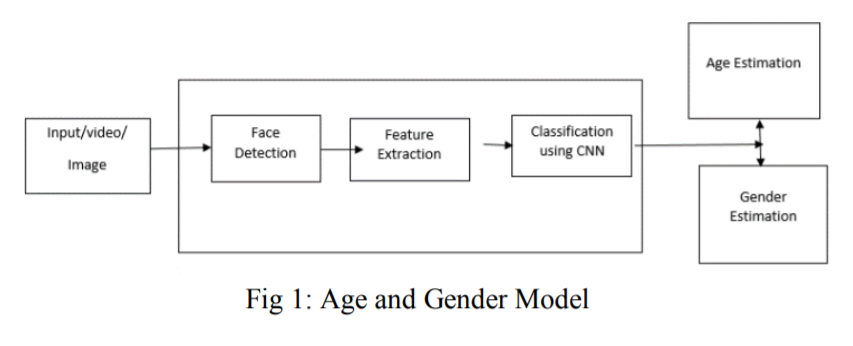 Input/video/
Image
Face
Detection
Feature
Extraction
Classification
using CNN
Age Estimation
Gender
Estimation
Fig 1: Age and Gender Model